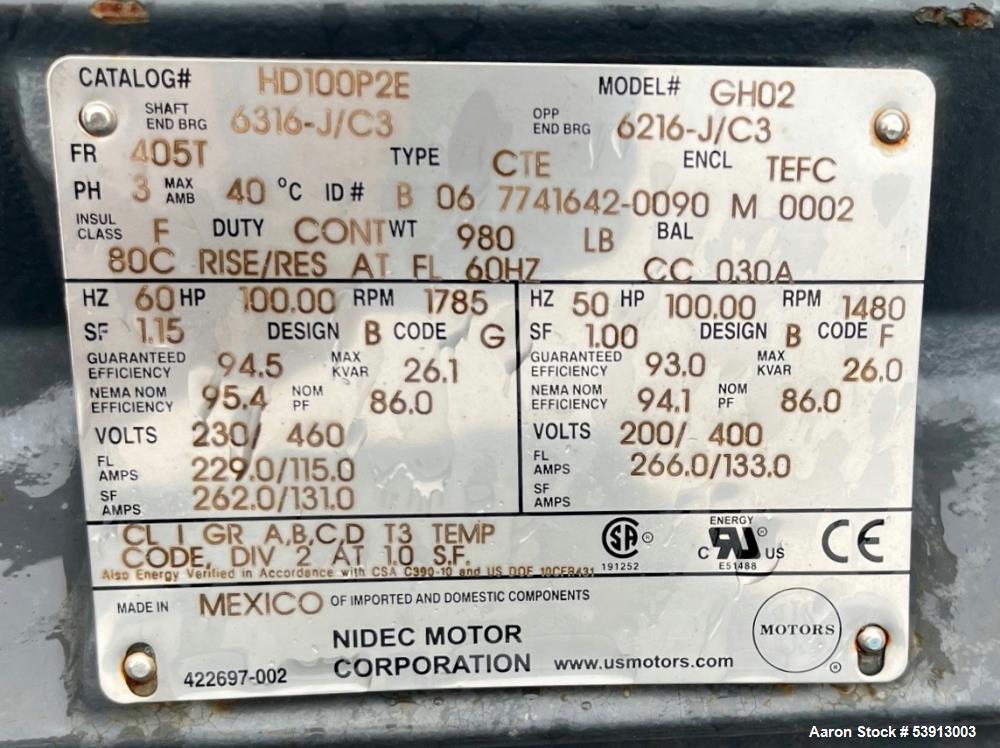 CATALOG# HD100P2E MODEL# GH02
SHAFT END BRG 6316-J/C3 OPP END BRG 6216-J/C3
FR 405T TYPE CTE ENCL TEFC
PH 3 MAX AMB 40 °C ID # B 06 7741642-0090 M 0002
INSUL CLASS F DUTY CONT WT 980 LB BAL
80C RISE/RES AT FL 60HZ CC 030A
HZ 60 HP 100.00 RPM 1785
SF 1.15 DESIGN B CODE G
GUARANTEED EFFICIENCY 94.5 MAX KVAR 26.1
NEMA NOM EFFICIENCY 95.4 NOM PF 86.0
VOLTS 230/ 460
FL AMPS 229.0/115.0
SF AMPS 262.0/131.0
HZ 50 HP 100.00 RPM 1480
SF 1.00 DESIGN B CODE F
GUARANTEED EFFICIENCY 93.0 MAX KVAR 26.0
NEMA NOM EFFICIENCY 94.1 NOM PF 86.0
VOLTS 200/ 400
FL AMPS 266.0/133.0
SF AMPS
CL I GR A,B,C,D T3 TEMP
CODE, DIV 2 AT 1.0 S.F.
Also Energy Verified in Accordance with CSA C390-10 and US DOE 10CFR431
SA ®
191252
ENERGY
C RU ® US
E51488
CE
MADE IN MEXICO OF IMPORTED AND DOMESTIC COMPONENTS
NIDEC MOTOR
CORPORATION www.usmotors.com
422697-002
MOTORS
®
Aaron Stock # 53913003